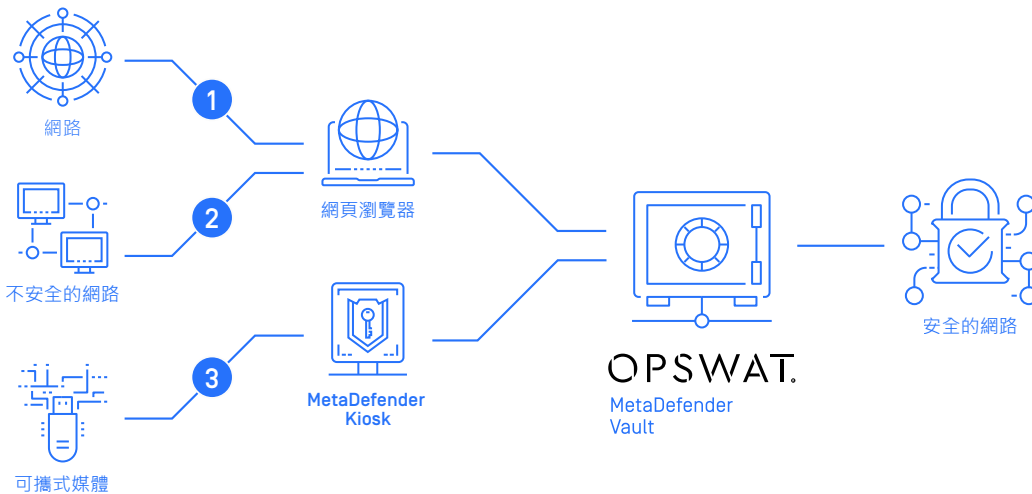 網路
1
網頁瀏覽器
2
不安全的網路
MetaDefender
Kiosk
3
可攜式媒體
OPSWAT.
MetaDefender
Vault
安全的網路